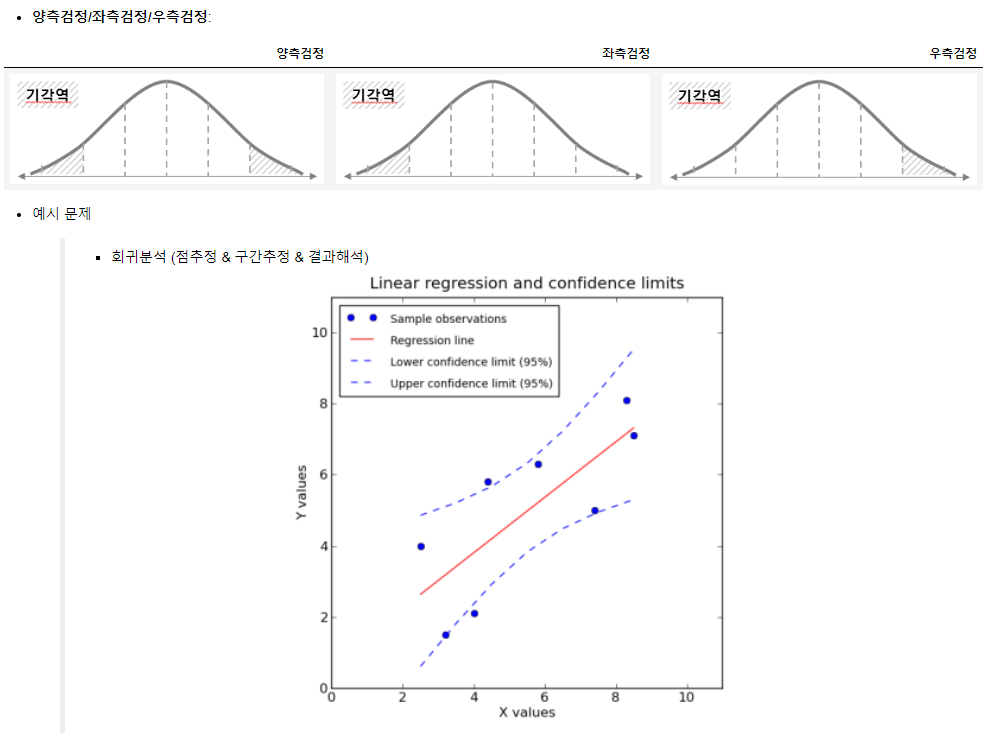 양측검정/좌측검정/우측검정:
양측검정 좌측검정 우측검정
기각역 기각역 기각역
예시 문제
회귀분석 (점추정 & 구간추정 & 결과해석)
Linear regression and confidence limits
Sample observations
Regression line
Lower confidence limit (95%)
Upper confidence limit (95%)
10
8
6
4
2
0
Y values
0 2 4 6 8 10
X values